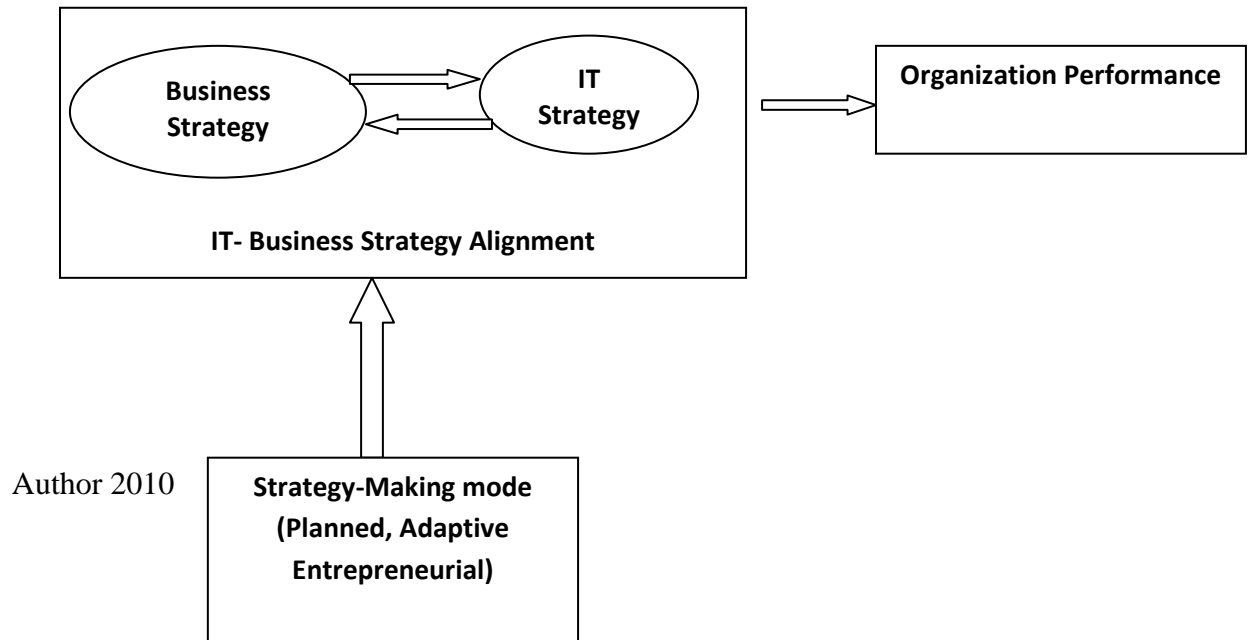 Business
Strategy
IT
Strategy
IT- Business Strategy Alignment
Organization Performance
Author 2010
Strategy-Making mode
(Planned, Adaptive
Entrepreneurial)